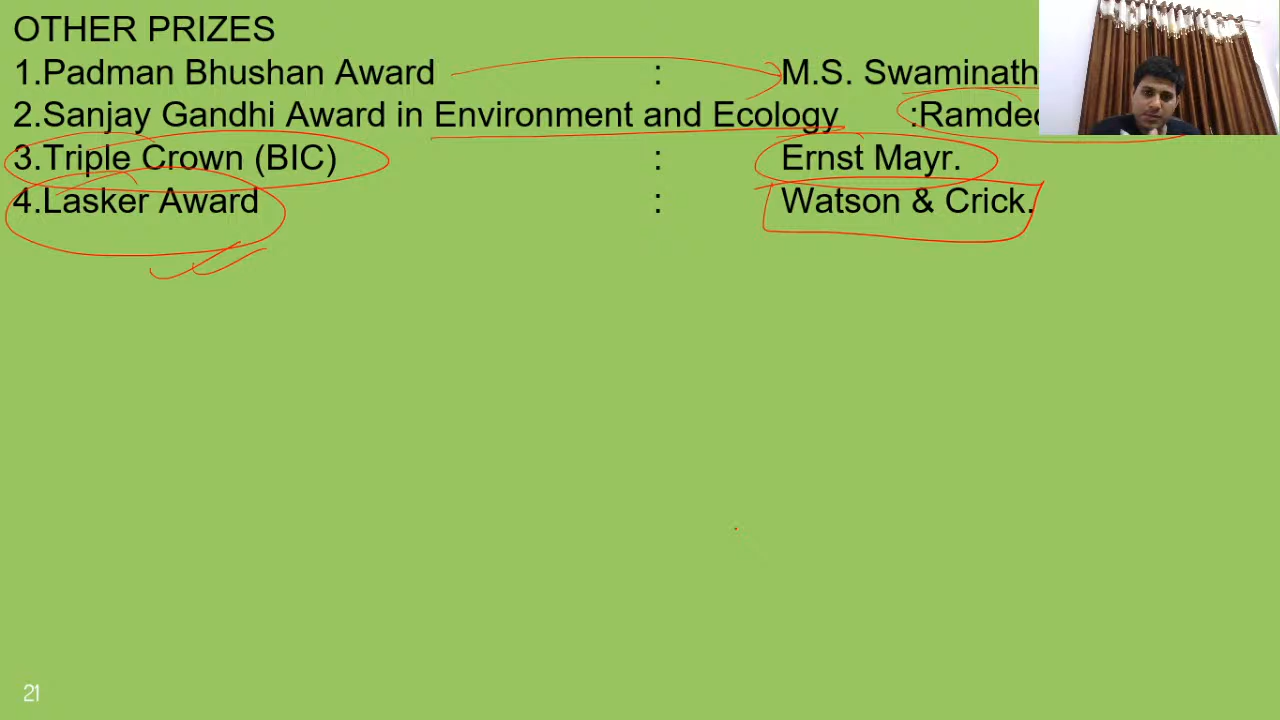 OTHER PRIZES
1.Padman Bhushan Award : M.S. Swaminath
2.Sanjay Gandhi Award in Environment and Ecology :Ramdeo
3.Triple Crown (BIC) : Ernst Mayr.
4.Lasker Award : Watson & Crick.
21